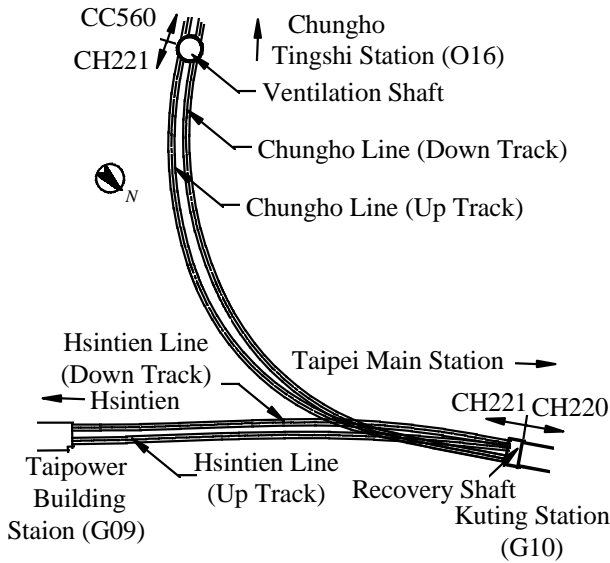 CC560
CH221
Chungho
Tingshi Station (O16)
Ventilation Shaft
Chungho Line (Down Track)
N
Chungho Line (Up Track)
Hsintien Line
(Down Track)
Taipei Main Station
Hsintien
CH221
CH220
Taipower
Building
Staion (G09)
Hsintien Line
(Up Track)
Recovery Shaft
Kuting Station
(G10)